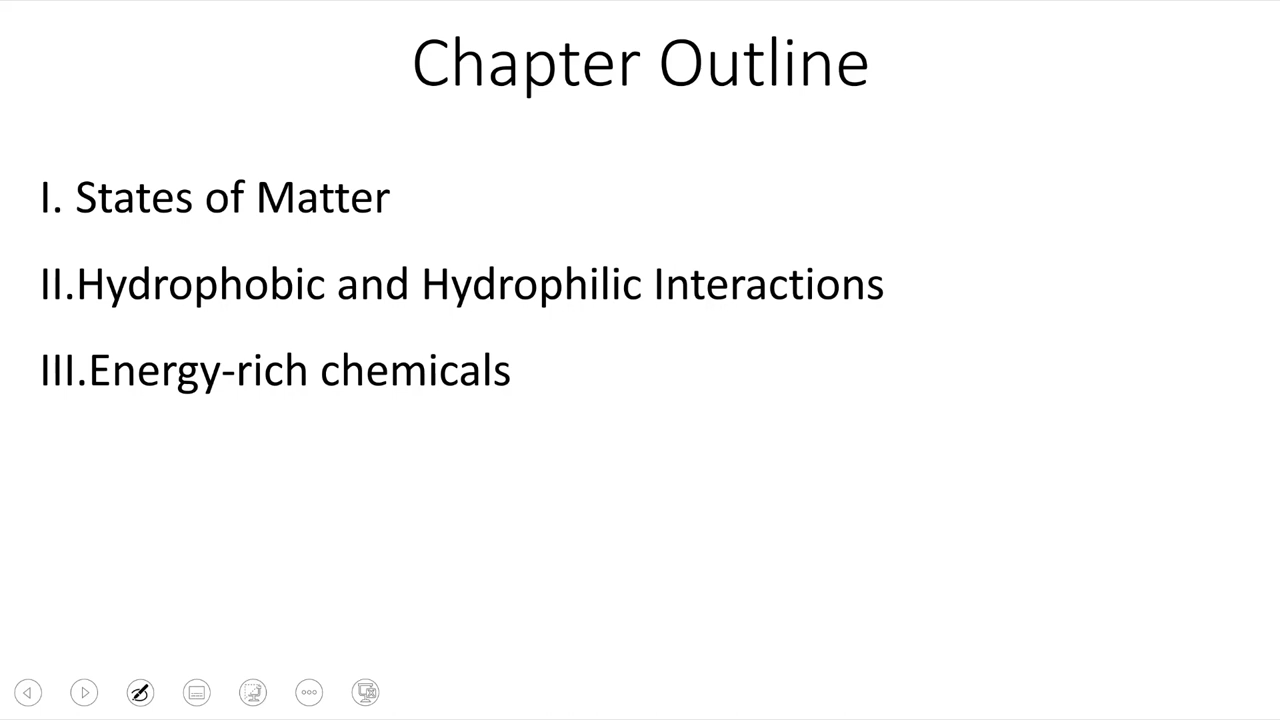 Chapter Outline
I. States of Matter
II.Hydrophobic and Hydrophilic Interactions
III.Energy-rich chemicals